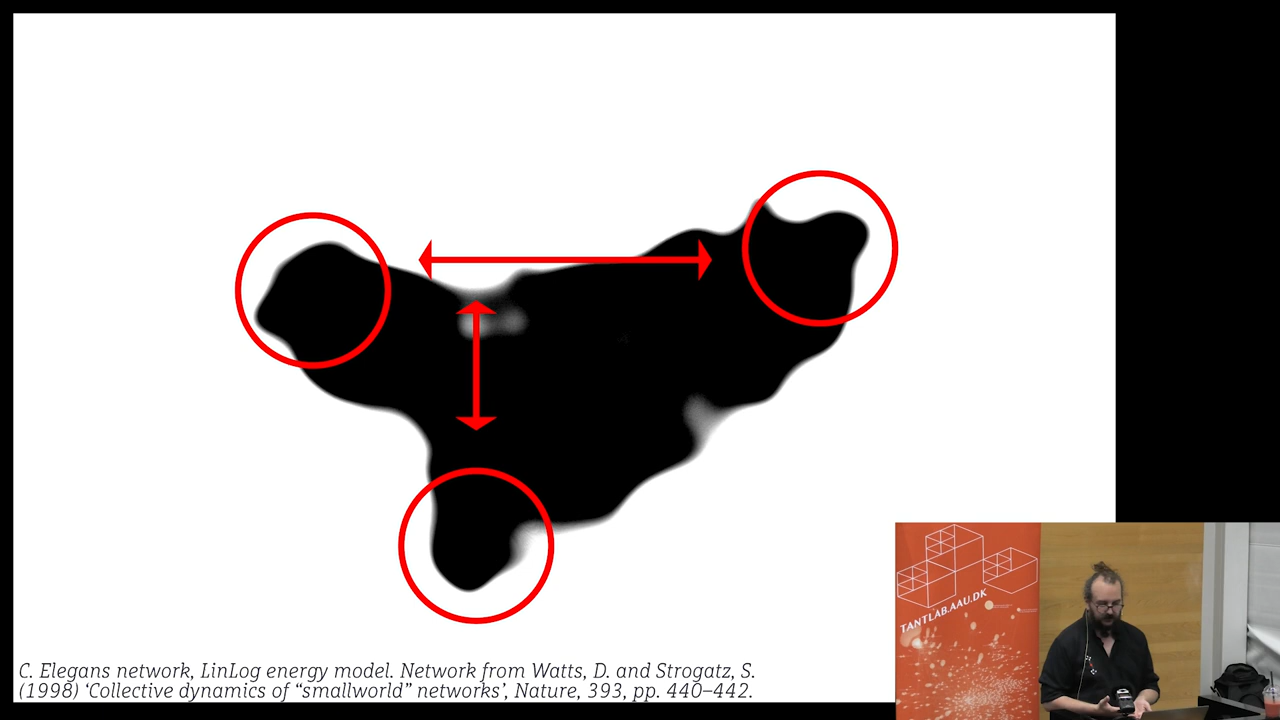 TANTLAB.AAU.DK
C. Elegans network, LinLog energy model. Network from Watts, D. and Strogatz, S.
(1998) ‘Collective dynamics of “smallworld” networks’, Nature, 393, pp. 440–442.